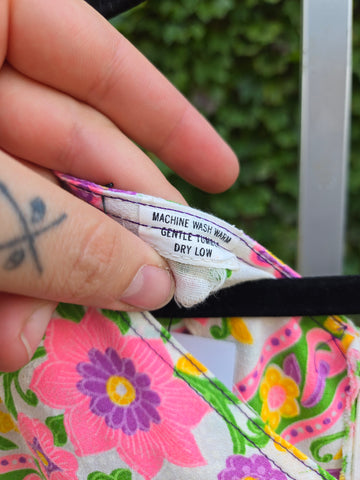 MACHINE WASH WARM
GENTLE TUMBLE
DRY LOW